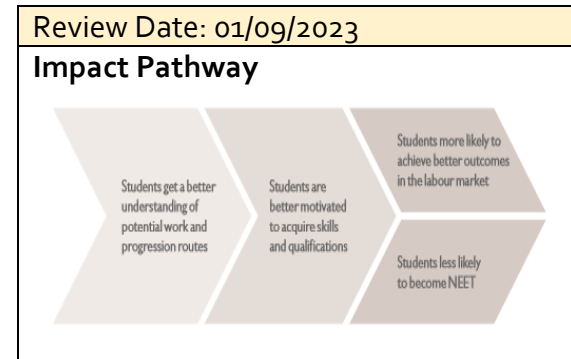 Review Date: 01/09/2023
Impact Pathway
Students get a better
understanding of
potential work and
progression routes
Students are
better motivated
to acquire skills
and qualifications
Students more likely to
achieve better outcomes
in the labour market
Students less likely
to become NEET